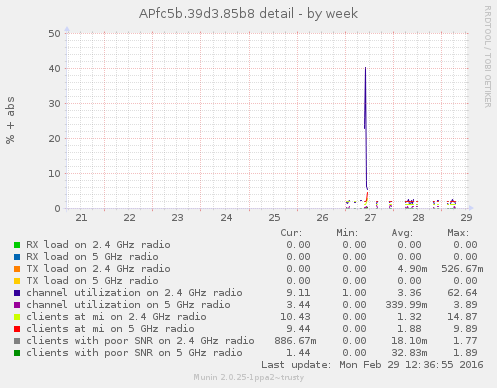 APfc5b.39d3.85b8 detail - by week
RRDTOOL / TOBI OETIKER
% + abs
50
40
30
20
10
0
21 22 23 24 25 26 27 28 29
Cur: Min: Avg: Max:
RX load on 2.4 GHz radio 0.00 0.00 0.00 0.00
RX load on 5 GHz radio 0.00 0.00 0.00 0.00
TX load on 2.4 GHz radio 0.00 0.00 4.90m 526.67m
TX load on 5 GHz radio 0.00 0.00 0.00 0.00
channel utilization on 2.4 GHz radio 9.11 1.00 3.36 62.64
channel utilization on 5 GHz radio 3.44 0.00 339.99m 3.89
clients at mi on 2.4 GHz radio 10.43 0.00 1.32 14.87
clients at mi on 5 GHz radio 9.44 0.00 1.88 9.89
clients with poor SNR on 2.4 GHz radio 886.67m 0.00 18.10m 1.77
clients with poor SNR on 5 GHz radio 1.44 0.00 32.83m 1.89
Last update: Mon Feb 29 12:36:55 2016
Munin 2.0.25-1ppa2~trusty